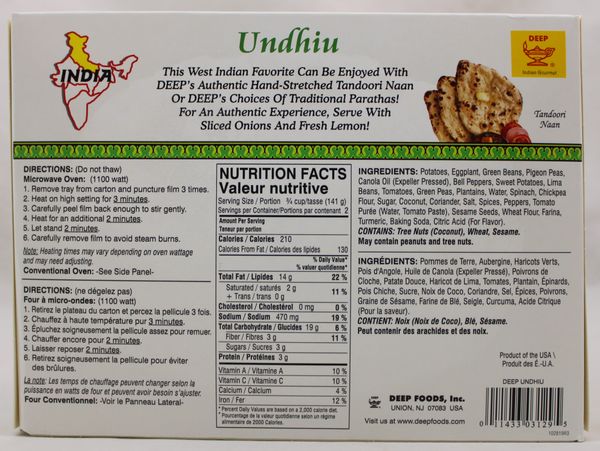 Undhiu
DEEP
Indian Gourmet
INDIA
This West Indian Favorite Can Be Enjoyed With
DEEP's Authentic Hand-Stretched Tandoori Naan
Or DEEP's Choices Of Traditional Parathas!
For An Authentic Experience, Serve With
Sliced Onions And Fresh Lemon!
Tandoori
Naan
DIRECTIONS: (Do not thaw)
Microwave Oven: (1100 watt)
1. Remove tray from carton and puncture film 3 times.
2. Heat on high setting for 3 minutes.
3. Carefully peel film back enough to stir gently.
4. Heat for an additional 2 minutes.
5. Let stand 2 minutes.
6. Carefully remove film to avoid steam burns.
Note: Heating times may vary depending on oven wattage
and may need adjusting.
Conventional Oven: -See Side Panel-
DIRECTIONS: (ne dégelez pas)
Four à micro-ondes: (1100 watt)
1. Retirez le plateau du carton et percez la pellicule 3 fois.
2. Chauffez à haute température pur 3 minutes.
3. Épluchez soigneusement la pellicule assez pour remuer.
4. Chauffer encore pour 2 minutes.
5. Laisser reposer 2 minutes.
6. Retirez soigneusement la pellicule pour éviter
des brûlures.
La note: Les temps de chauffage peuvent changer selon la
puissance en watts de four et peuvent avoir besoin s'ajuster.
Four Conventionnel: -Voir le Panneau Lateral-
NUTRITION FACTS
Valeur nutritive
Serving Size / Portion ¾ cup/tasse (141 g)
Servings per Container/Portions par contenant 2
Amount Per Serving
Teneur par portion
Calories / Calories 210
Calories From Fat / Calories des lipides 130
% Daily Value*
% valeur quotidienne*
Total Fat / Lipides 14 g 22 %
Saturated / saturés 2 g 11 %
+ Trans / trans 0 g
Cholesterol / Cholestérol 0 mg 0 %
Sodium / Sodium 470 mg 19 %
Total Carbohydrate / Glucides 19 g 6 %
Fiber / Fibres 3 g 11 %
Sugars / Sucres 3 g
Protein / Protéines 3 g
Vitamin A / Vitamine A 10 %
Vitamin C / Vitamine C 10 %
Calcium / Calcium 4 %
Iron / Fer 12 %
* Percent Daily Values are based on a 2,000 calorie diet.
* Pourcentage de la valeur quotidienne selon un régime
alimentaire de 2000 Calories.
INGREDIENTS: Potatoes, Eggplant, Green Beans, Pigeon Peas,
Canola Oil (Expeller Pressed), Bell Peppers, Sweet Potatoes, Lima
Beans, Tomatoes, Green Peas, Plantains, Water, Spinach, Chickpea
Flour, Sugar, Coconut, Coriander, Salt, Spices, Peppers, Tomato
Purée (Water, Tomato Paste), Sesame Seeds, Wheat Flour, Farina,
Turmeric, Baking Soda, Citric Acid (For Flavor).
CONTAINS: Tree Nuts (Coconut), Wheat, Sesame.
May contain peanuts and tree nuts.
INGRÉDIENTS: Pommes de Terre, Aubergine, Haricots Verts,
Pois d'Angole, Huile de Canola (Expeller Pressé), Poivrons de
Cloche, Patate Douce, Haricot de Lima, Tomates, Plantain, Épinards,
Pois Chiche, Sucre, Noix de Coco, Coriandre, Sel, Épices, Poivrons,
Graine de Sésame, Farine de Blé, Seigle, Curcuma, Acide Citrique
(Pour la saveur).
CONTIENT: Noix (Noix de Coco), Blé, Sésame.
Peut contenir des arachides et des noix.
Product of the USA \
Produit des É.-U.A.
DEEP UNDHIU
DEEP FOODS, Inc.
UNION, NJ 07083 USA
Visit us at www.deepfoods.com
0 11433 03129 5